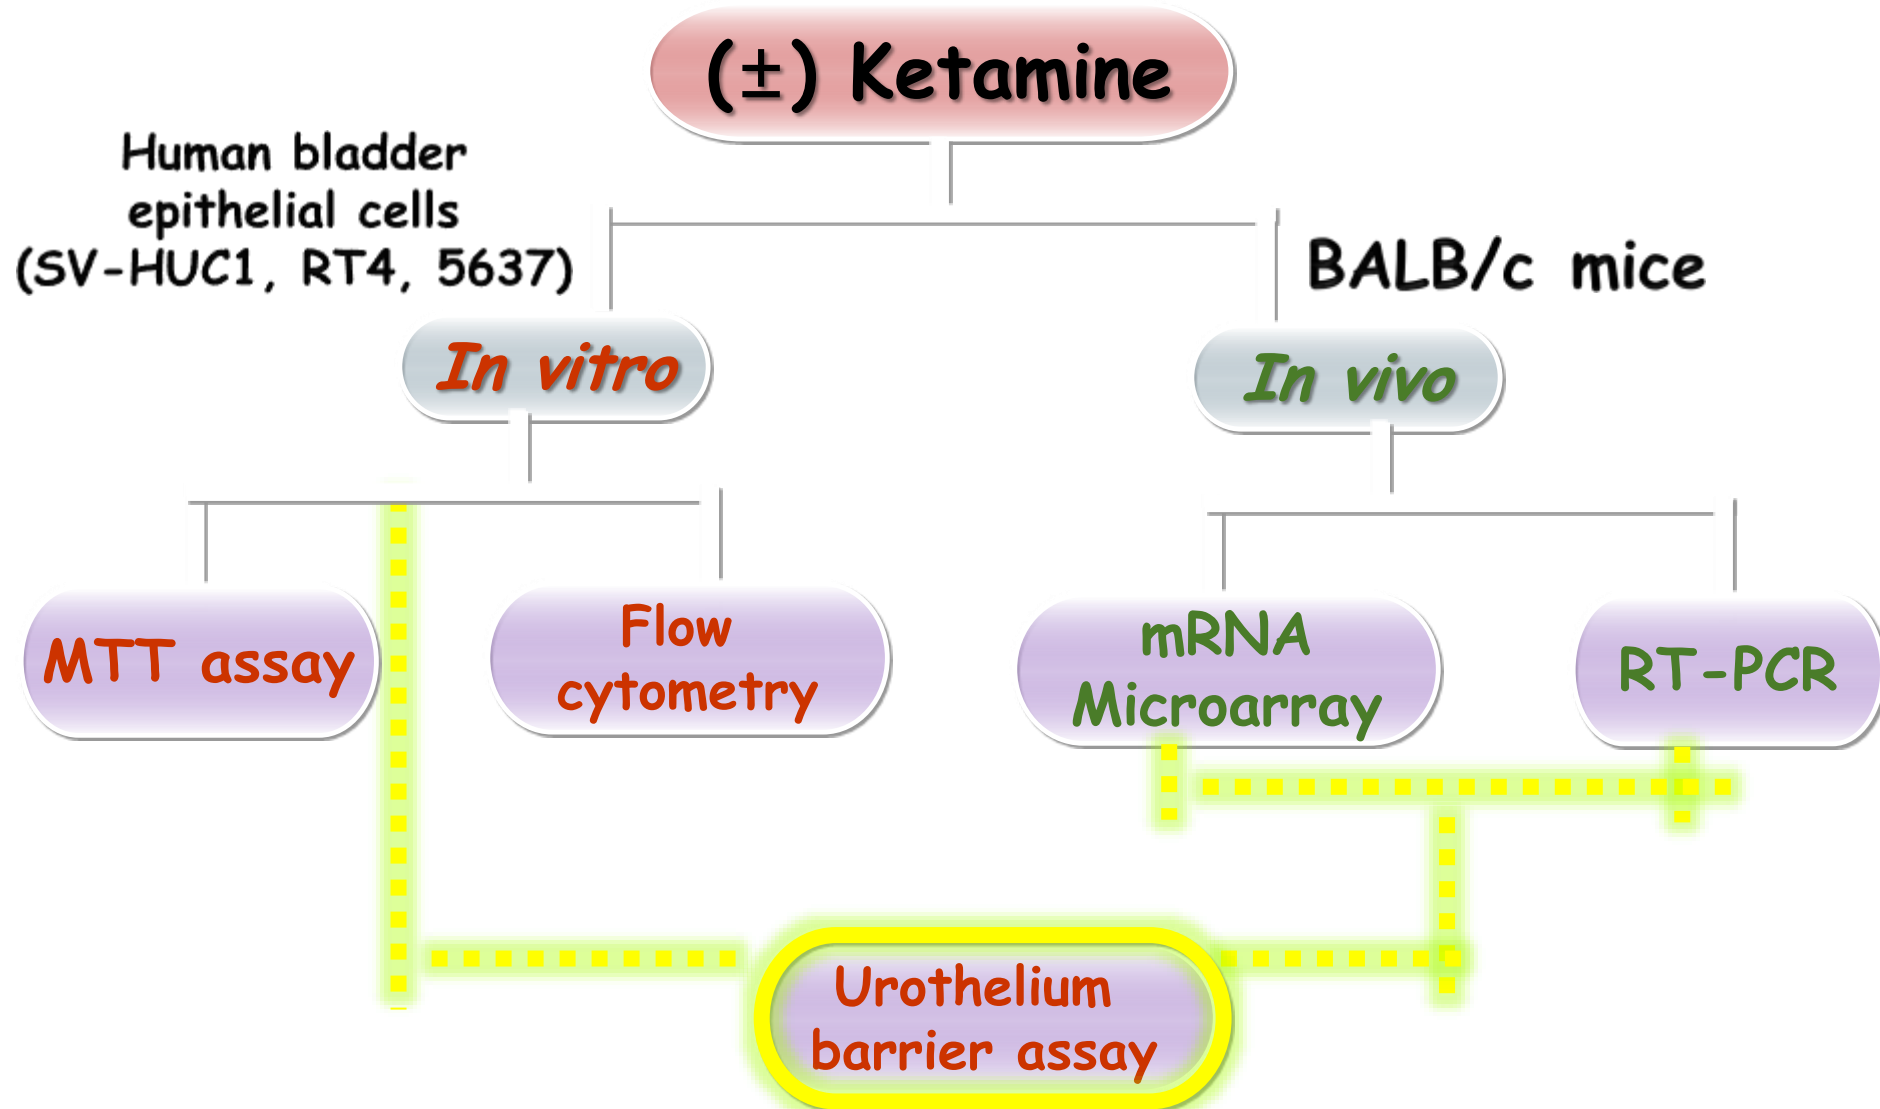 (±) Ketamine
Human bladder
epithelial cells
(SV-HUC1, RT4, 5637)
BALB/c mice
In vitro
In vivo
MTT assay
Flow
cytometry
mRNA
Microarray
RT-PCR
Urothelium
barrier assay